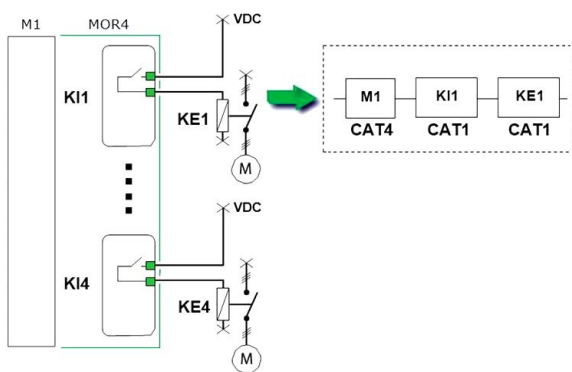 M1 MOR4
VDC
KI1
KE1
M
VDC
KI4
KE4
M
M1 KI1 KE1
CAT4 CAT1 CAT1